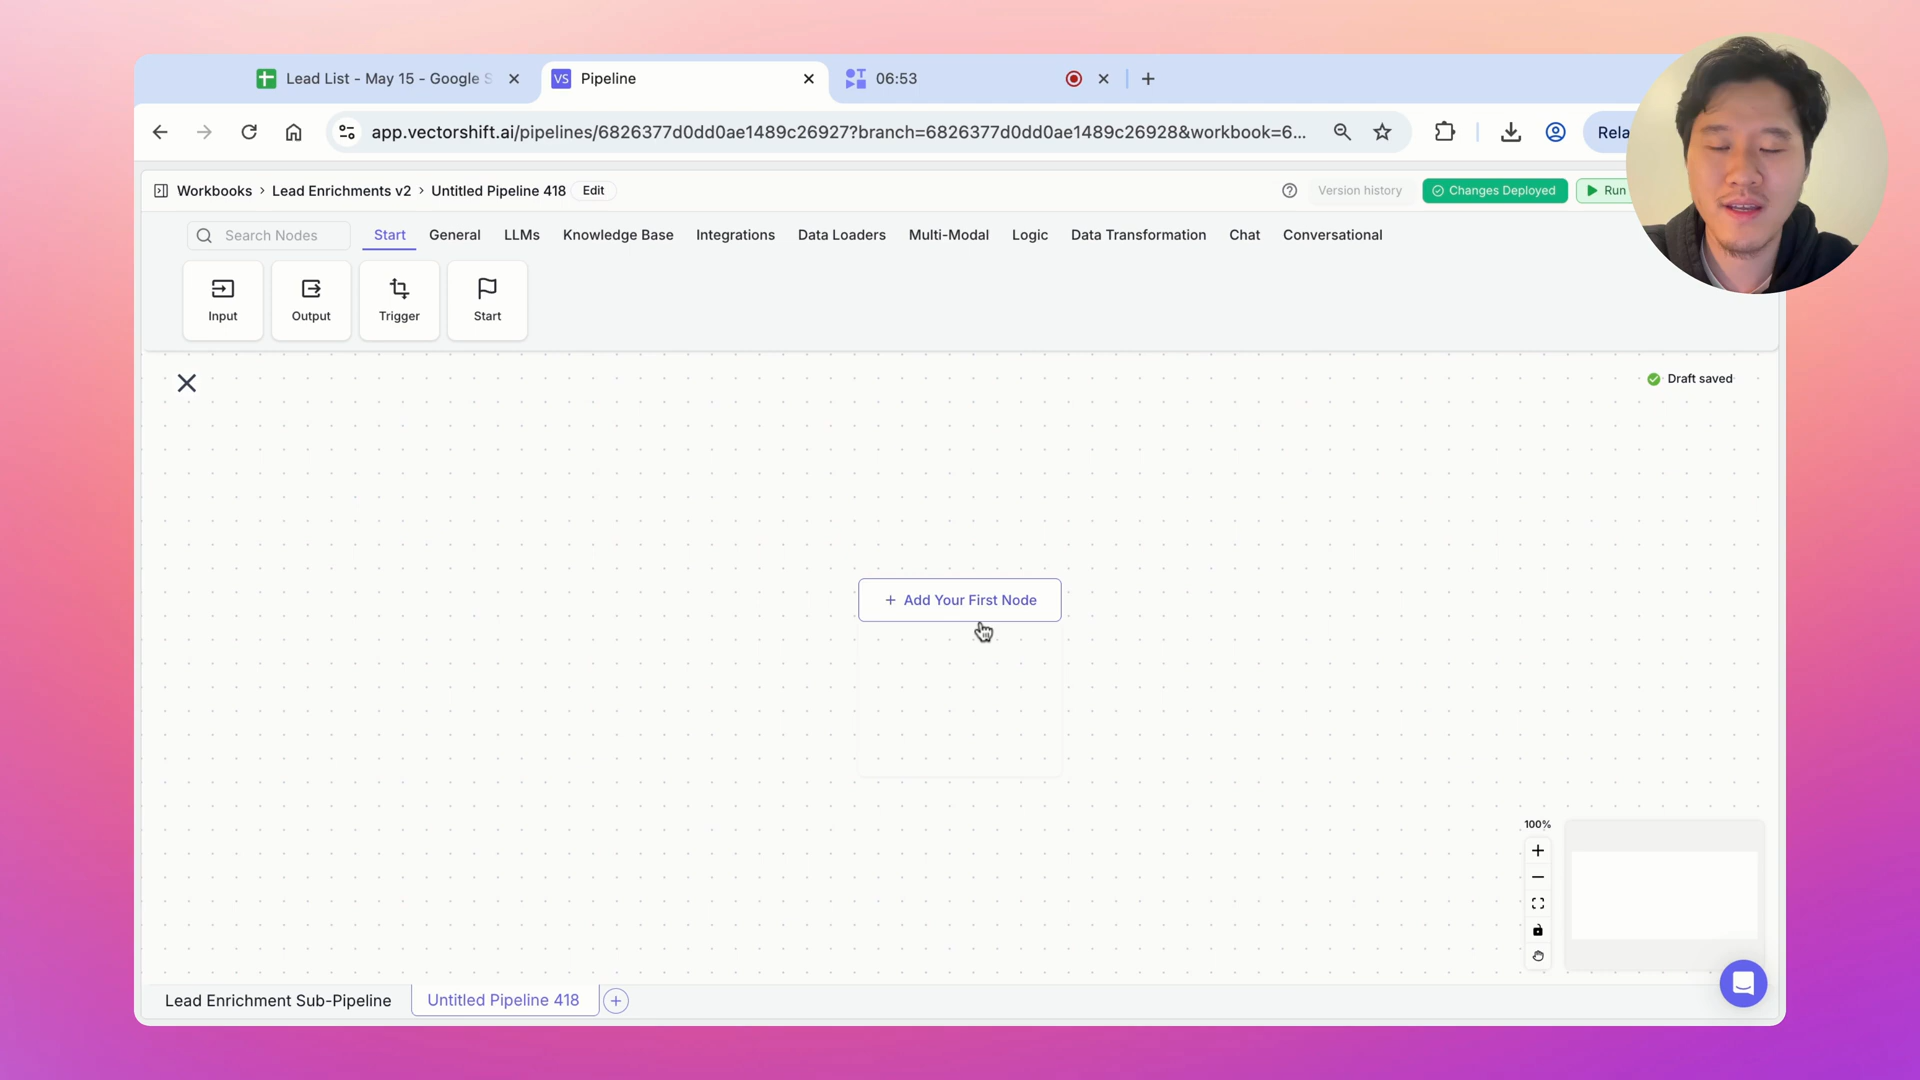 Lead List - May 15 - Google S
VS Pipeline
06:53
app.vectorshift.ai/pipelines/6826377d0dd0ae1489c26927?branch=6826377d0dd0ae1489c26928&workbook=6...
Rela
Workbooks > Lead Enrichments v2 > Untitled Pipeline 418 Edit
Version history
Changes Deployed
Run
Search Nodes
Start General LLMs Knowledge Base Integrations Data Loaders Multi-Modal Logic Data Transformation Chat Conversational
Input Output Trigger Start
Draft saved
+ Add Your First Node
100%
Lead Enrichment Sub-Pipeline Untitled Pipeline 418